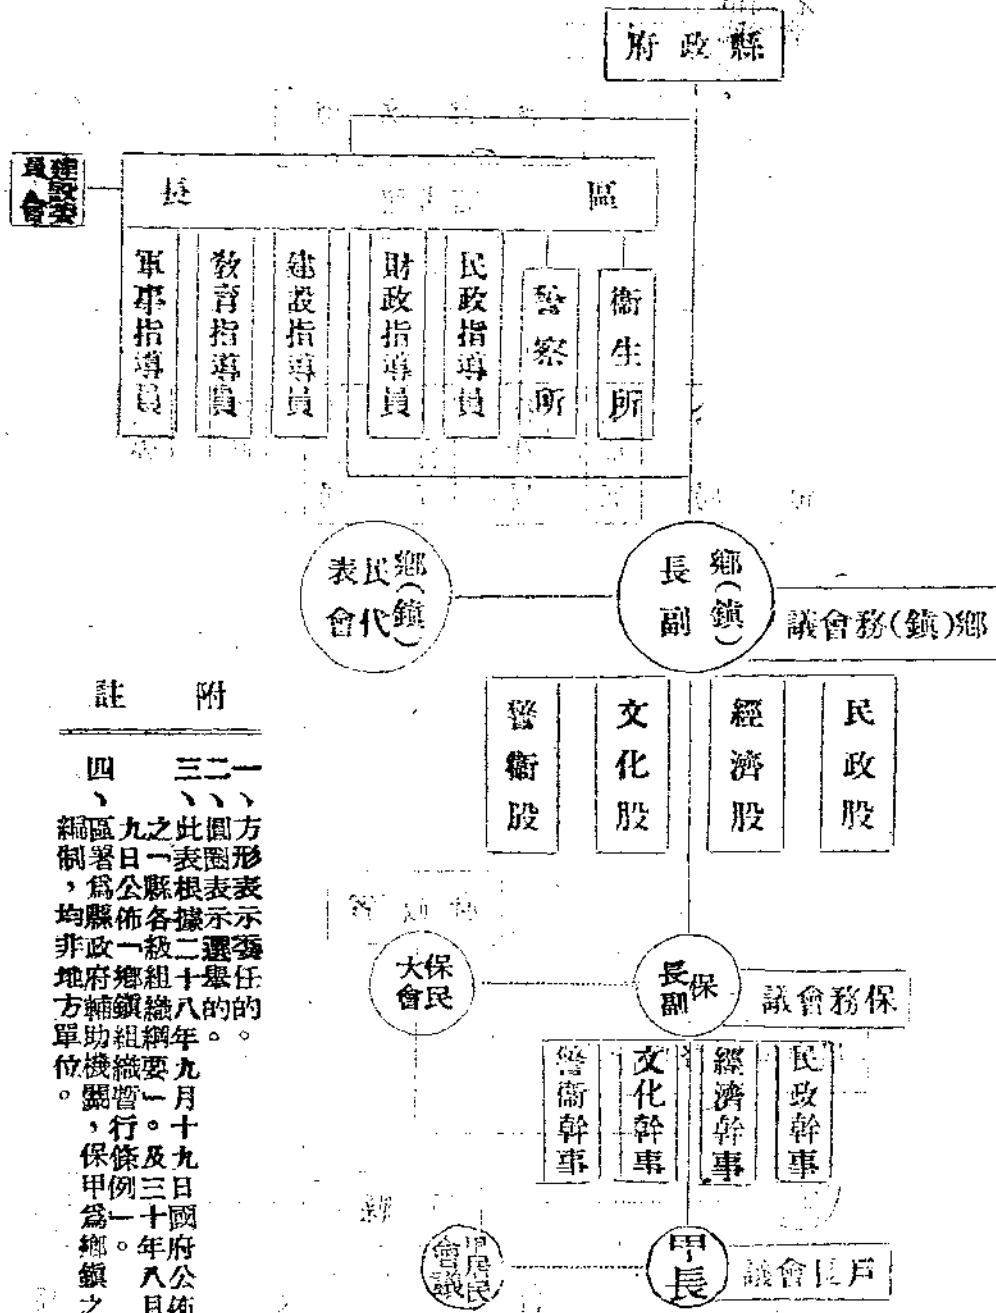 縣政府
建設委員會
區長
衞生所
警察所
民政指導員
財政指導員
建設指導員
教育指導員
軍事指導員
鄉(鎮)長副
鄉(鎮)民代表會
鄉(鎮)務會議
民政股
經濟股
文化股
警衞股
保長副
保民大會
保務會議
民政幹事
經濟幹事
文化幹事
警衞幹事
甲長
甲居民會議
戶長會議
附註
一、方形表示委任的。
二、圓圈表示選舉的。
三、此表根據二十八年九月十九日國府公佈
之「縣各級組織綱要」。及三十年八月
九日公佈「鄉鎮組織暫行條例」。
四、區署爲縣政府輔助機關，保甲爲鄉鎮之
編制，均非地方單位。